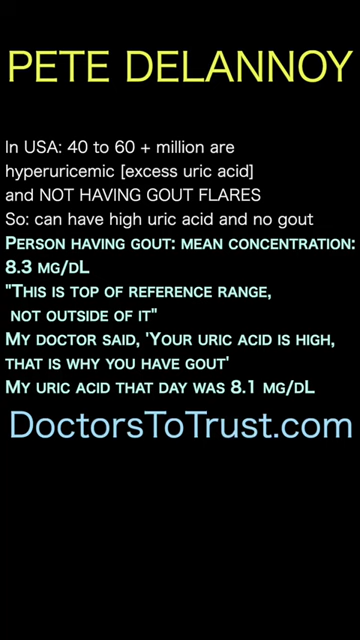 PETE DELANNOY
In USA: 40 to 60 + million are
hyperuricemic [excess uric acid]
and NOT HAVING GOUT FLARES
So: can have high uric acid and no gout
PERSON HAVING GOUT: MEAN CONCENTRATION:
8.3 MG/DL
"THIS IS TOP OF REFERENCE RANGE,
NOT OUTSIDE OF IT"
MY DOCTOR SAID, 'YOUR URIC ACID IS HIGH,
THAT IS WHY YOU HAVE GOUT'
MY URIC ACID THAT DAY WAS 8.1 MG/DL
DoctorsToTrust.com